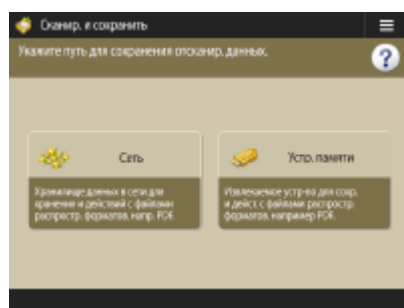 Сканир. и сохранить
Укажите путь для сохранения отсканир. данных.
?
Сеть
Хранилище данных в сети для
хранения и действий с файлами
распростр. форматов, напр. PDF.
Устр. памяти
Извлекаемое устр-во для сохр.
и дейст. с файлами распростр.
форматов, например PDF.